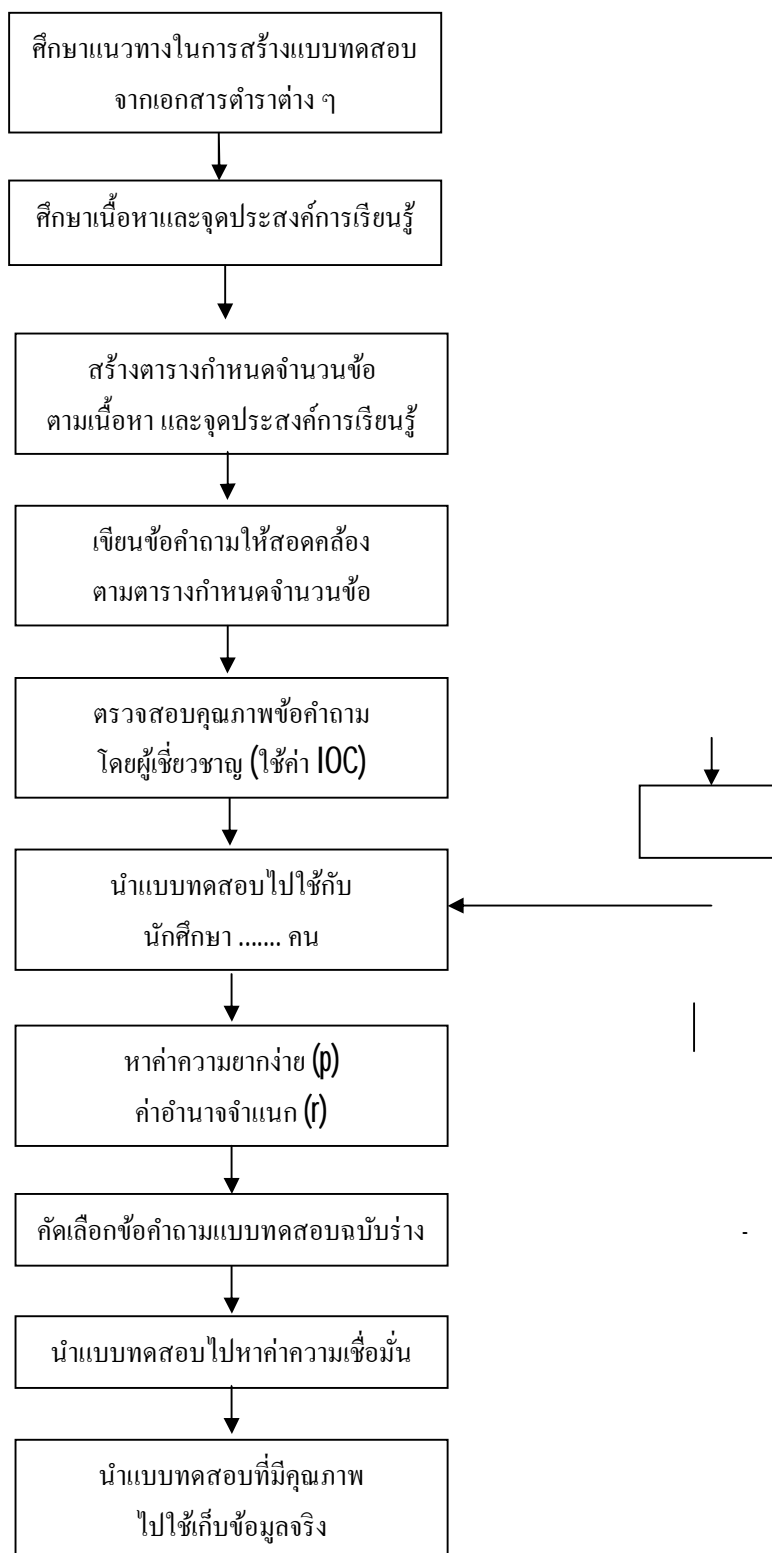 ศึกษาแนวทางในการสร้างแบบทดสอบ
จากเอกสารตำราต่าง ๆ
ศึกษาเนื้อหาและจุดประสงค์การเรียนรู้
สร้างตารางกำหนดจำนวนข้อ
ตามเนื้อหา และจุดประสงค์การเรียนรู้
เขียนข้อคำถามให้สอดคล้อง
ตามตารางกำหนดจำนวนข้อ
ตรวจสอบคุณภาพข้อคำถาม
โดยผู้เชี่ยวชาญ (ใช้ค่า IOC)
นำแบบทดสอบไปใช้กับ
นักศึกษา ....... คน
หาค่าความยากง่าย (p)
ค่าอำนาจจำแนก (r)
คัดเลือกข้อคำถามแบบทดสอบฉบับร่าง
-
นำแบบทดสอบไปหาค่าความเชื่อมั่น
นำแบบทดสอบที่มีคุณภาพ
ไปใช้เก็บข้อมูลจริง